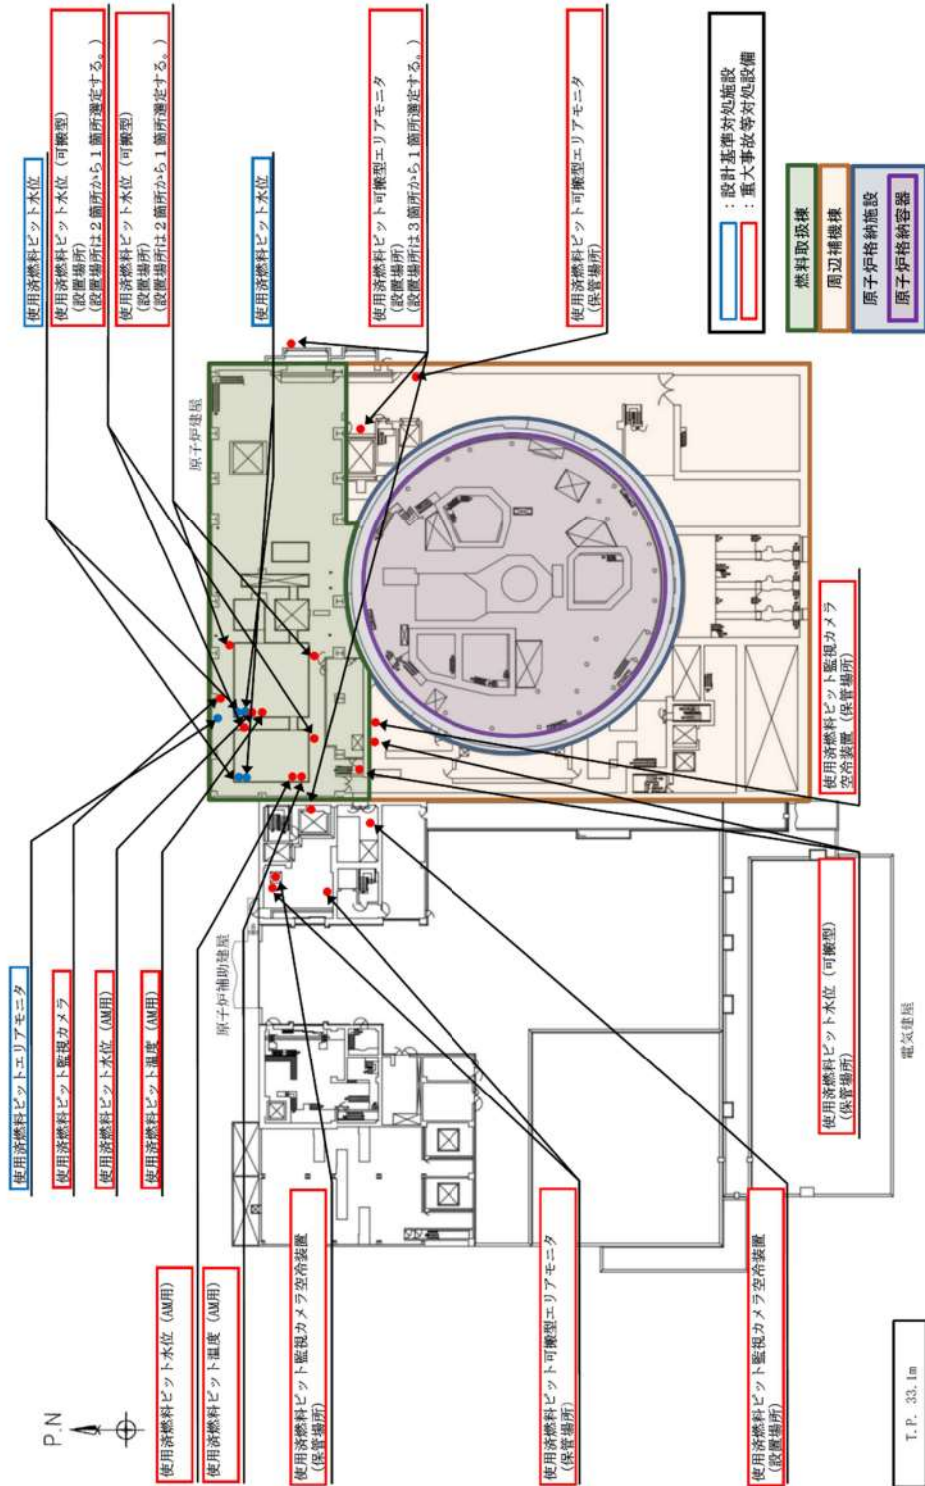 使用済燃料ピット水位
使用済燃料ピット水位（可搬型）
(設置場所)
(設置場所は２箇所から１箇所選定する。)
使用済燃料ピット水位（可搬型）
(設置場所)
(設置場所は２箇所から１箇所選定する。)
使用済燃料ピット水位
使用済燃料ピット可搬型エリアモニタ
(設置場所)
(設置場所は３箇所から１箇所選定する。)
使用済燃料ピット可搬型エリアモニタ
(保管場所)
：設計基準対処施設
：重大事故等対処設備
燃料取扱棟
周辺補機棟
原子炉格納施設
原子炉格納容器
原子炉建屋
使用済燃料ピットエリアモニタ
使用済燃料ピット監視カメラ
使用済燃料ピット水位（AM用）
使用済燃料ピット温度（AM用）
原子炉補助建屋
使用済燃料ピット監視カメラ
空冷装置（保管場所）
使用済燃料ピット水位（可搬型）
(保管場所)
電気建屋
P.N
使用済燃料ピット水位（AM用）
使用済燃料ピット温度（AM用）
使用済燃料ピット監視カメラ空冷装置
(保管場所)
使用済燃料ピット可搬型エリアモニタ
(保管場所)
使用済燃料ピット監視カメラ空冷装置
(設置場所)
T.P. 33.1m